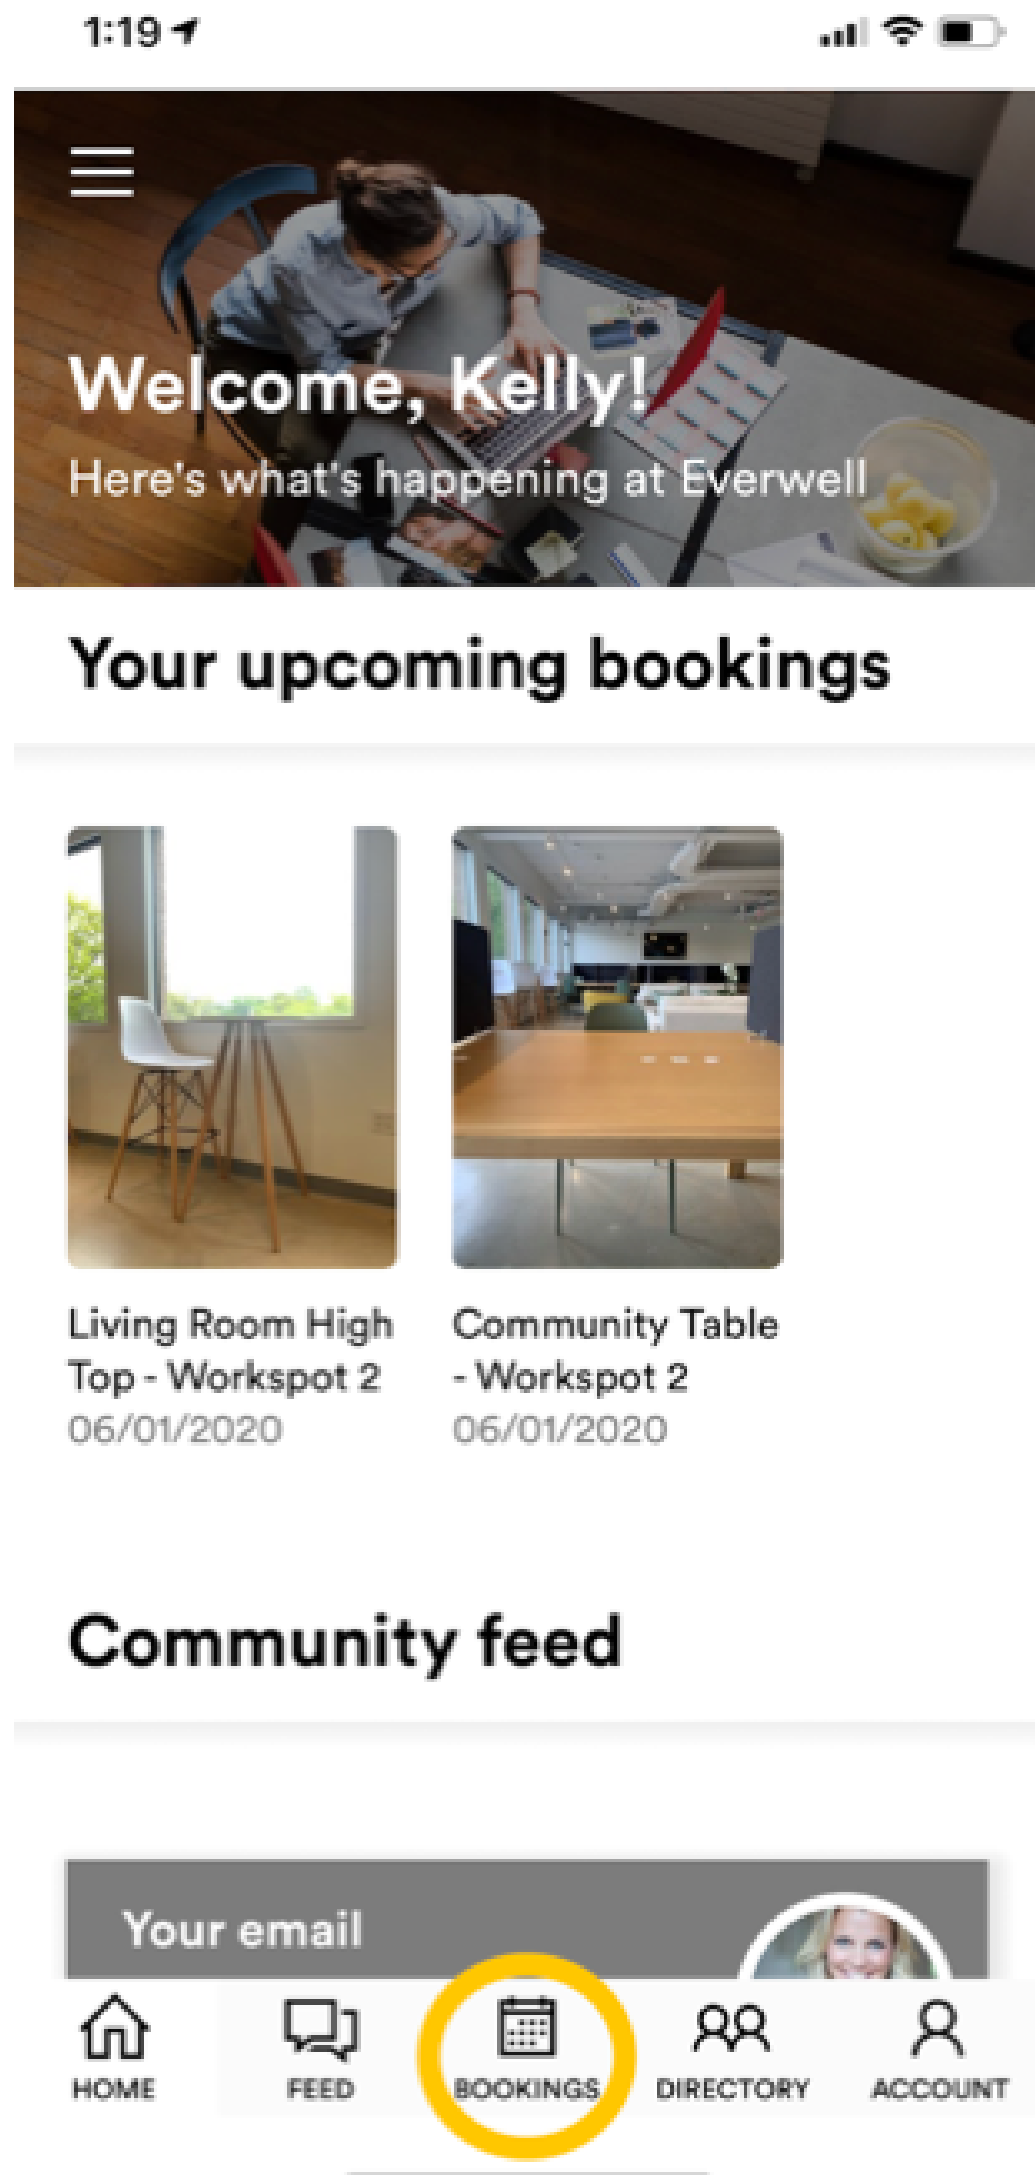 1:19
Welcome, Kelly!
Here's what's happening at Everwell
Your upcoming bookings
Living Room High
Top - Workspot 2
06/01/2020
Community Table
- Workspot 2
06/01/2020
Community feed
Your email
HOME
FEED
BOOKINGS
DIRECTORY
ACCOUNT